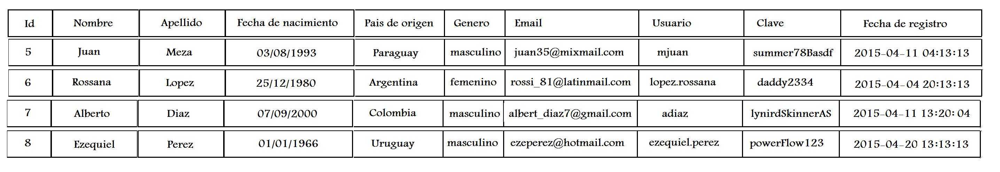 Id Nombre Apellido Fecha de nacimiento Pais de origen Genero Email Usuario Clave Fecha de registro
5 Juan Meza 03/08/1993 Paraguay masculino juan35@mixmail.com mjuan summer78Basdf 2015-04-11 04:13:13
6 Rossana Lopez 25/12/1980 Argentina femenino rossi_81@latinmail.com lopez.rossana daddy2334 2015-04-04 20:13:13
7 Alberto Diaz 07/09/2000 Colombia masculino albert_diaz7@gmail.com adiaz lynirdSkinnerAS 2015-04-11 13:20:04
8 Ezequiel Perez 01/01/1966 Uruguay masculino ezeperez@hotmail.com ezequiel.perez powerFlow123 2015-04-20 13:13:13